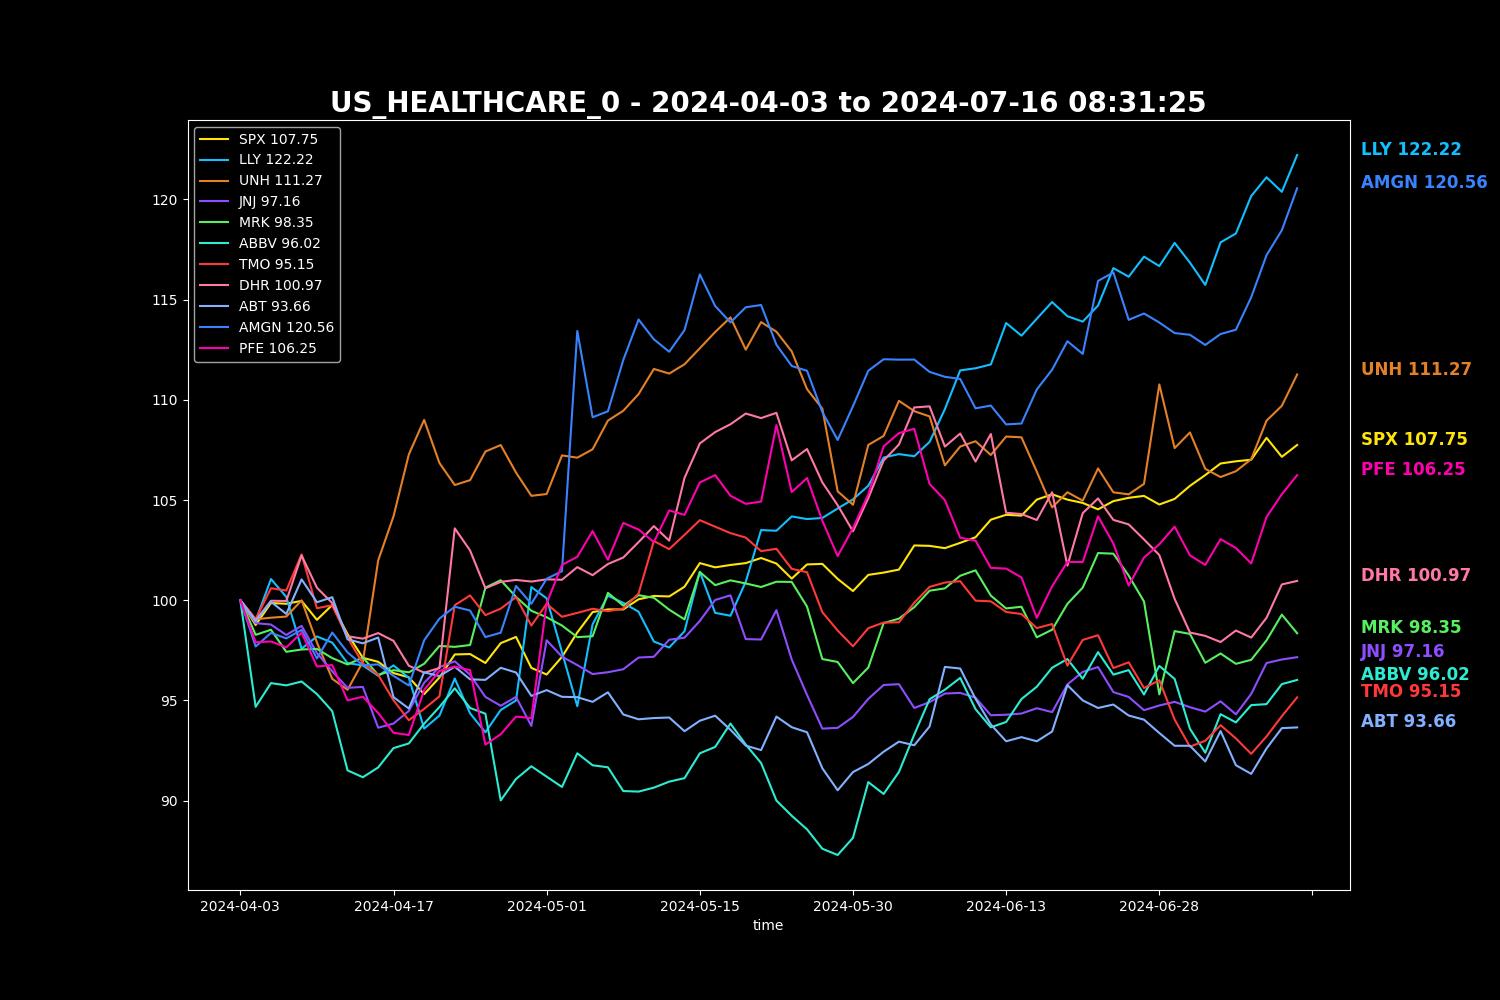 US_HEALTHCARE_0 - 2024-04-03 to 2024-07-16 08:31:25
SPX 107.75
LLY 122.22
UNH 111.27
JNJ 97.16
MRK 98.35
ABBV 96.02
TMO 95.15
DHR 100.97
ABT 93.66
AMGN 120.56
PFE 106.25
120
115
110
105
100
95
90
LLY 122.22
AMGN 120.56
UNH 111.27
SPX 107.75
PFE 106.25
DHR 100.97
MRK 98.35
JNJ 97.16
ABBV 96.02
TMO 95.15
ABT 93.66
2024-04-03 2024-04-17 2024-05-01 2024-05-15 2024-05-30 2024-06-13 2024-06-28
time